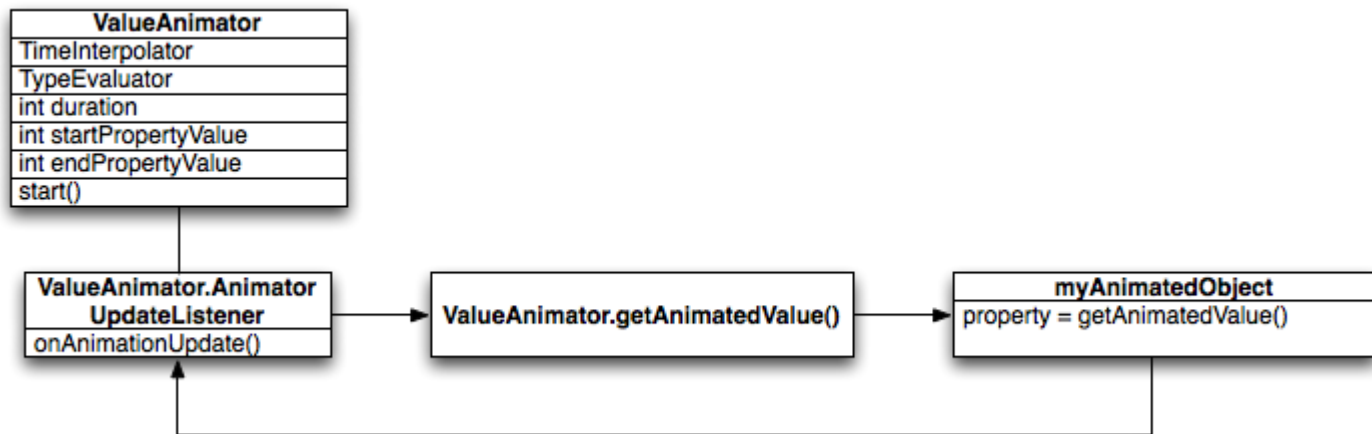 ValueAnimator
TimeInterpolator
TypeEvaluator
int duration
int startPropertyValue
int endPropertyValue
start()
ValueAnimator.Animator
UpdateListener
onAnimationUpdate()
ValueAnimator.getAnimatedValue()
myAnimatedObject
property = getAnimatedValue()